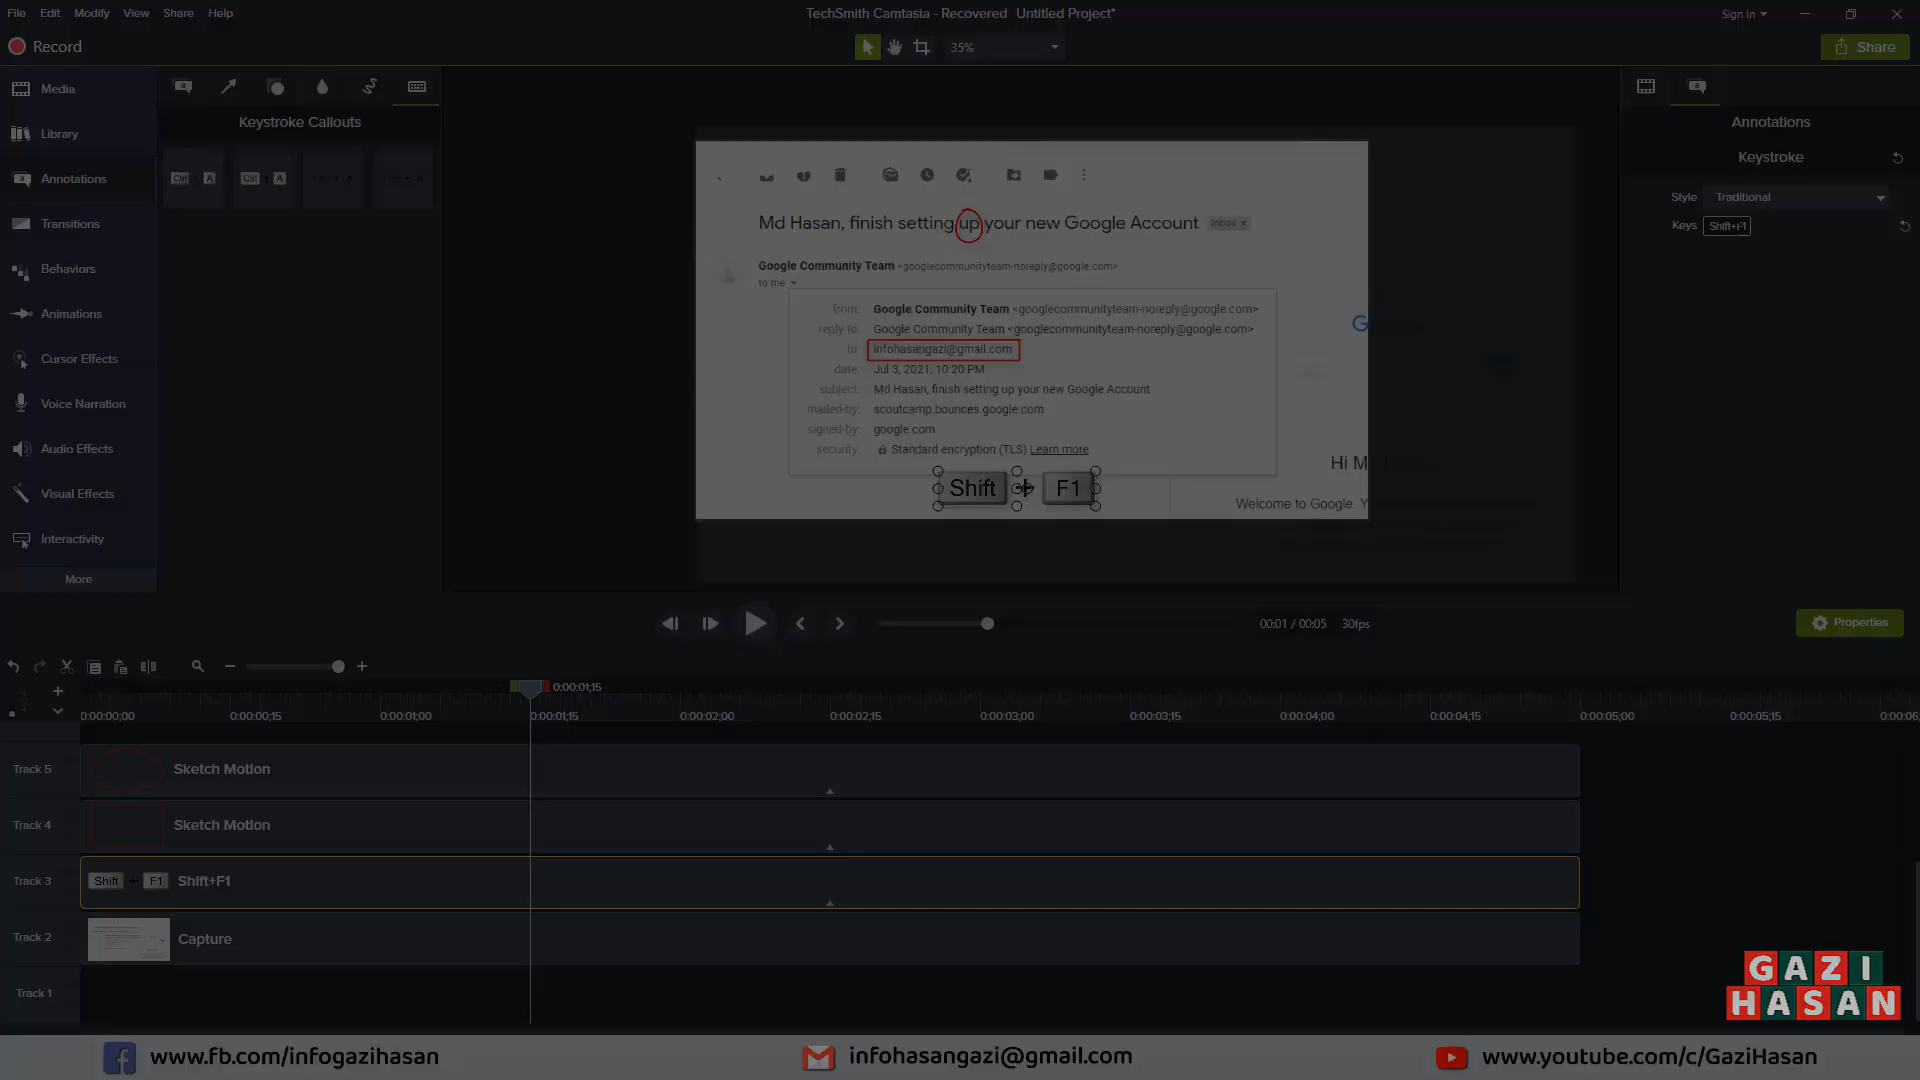 File Edit Modify View Share Help
TechSmith Camtasia - Recovered Untitled Project*
Sign In
Record
35%
Share
Media
Library
Annotations
Transitions
Behaviors
Animations
Cursor Effects
Voice Narration
Audio Effects
Visual Effects
Interactivity
More
Keystroke Callouts
Ctrl A
Ctrl + A
Md Hasan, finish setting up your new Google Account Inbox x
Google Community Team <googlecommunityteam-noreply@google.com>
to me
from: Google Community Team <googlecommunityteam-noreply@google.com>
reply-to: Google Community Team <googlecommunityteam-noreply@google.com>
to: infohasangazi@gmail.com
date: Jul 3, 2021, 10:20 PM
subject: Md Hasan, finish setting up your new Google Account
mailed-by: scoutcamp.bounces.google.com
signed-by: google.com
security: Standard encryption (TLS) Learn more
Hi M
Welcome to Google. Y
Shift + F1
Annotations
Keystroke
Style Traditional
Keys Shift+F1
00:01 / 00:05 30fps
Properties
0:00:01;15
0:00:00;00 0:00:00;15 0:00:01;00 0:00:01;15 0:00:02;00 0:00:02;15 0:00:03;00 0:00:03;15 0:00:04;00 0:00:04;15 0:00:05;00 0:00:05;15 0:00:06;
Track 5 Sketch Motion
Track 4 Sketch Motion
Track 3 Shift + F1 Shift+F1
Track 2 Capture
Track 1
GAZI
HASAN
www.fb.com/infogazihasan infohasangazi@gmail.com www.youtube.com/c/GaziHasan